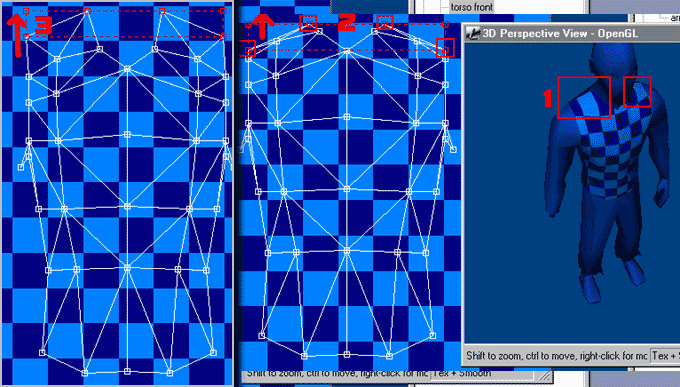 torso front
3D Perspective View - OpenGL
3
2
1
Shift to zoom, ctrl to move, right-click for mo
Tex + S
Shift to zoom, ctrl to move, right-click for mo
Tex + Smooth